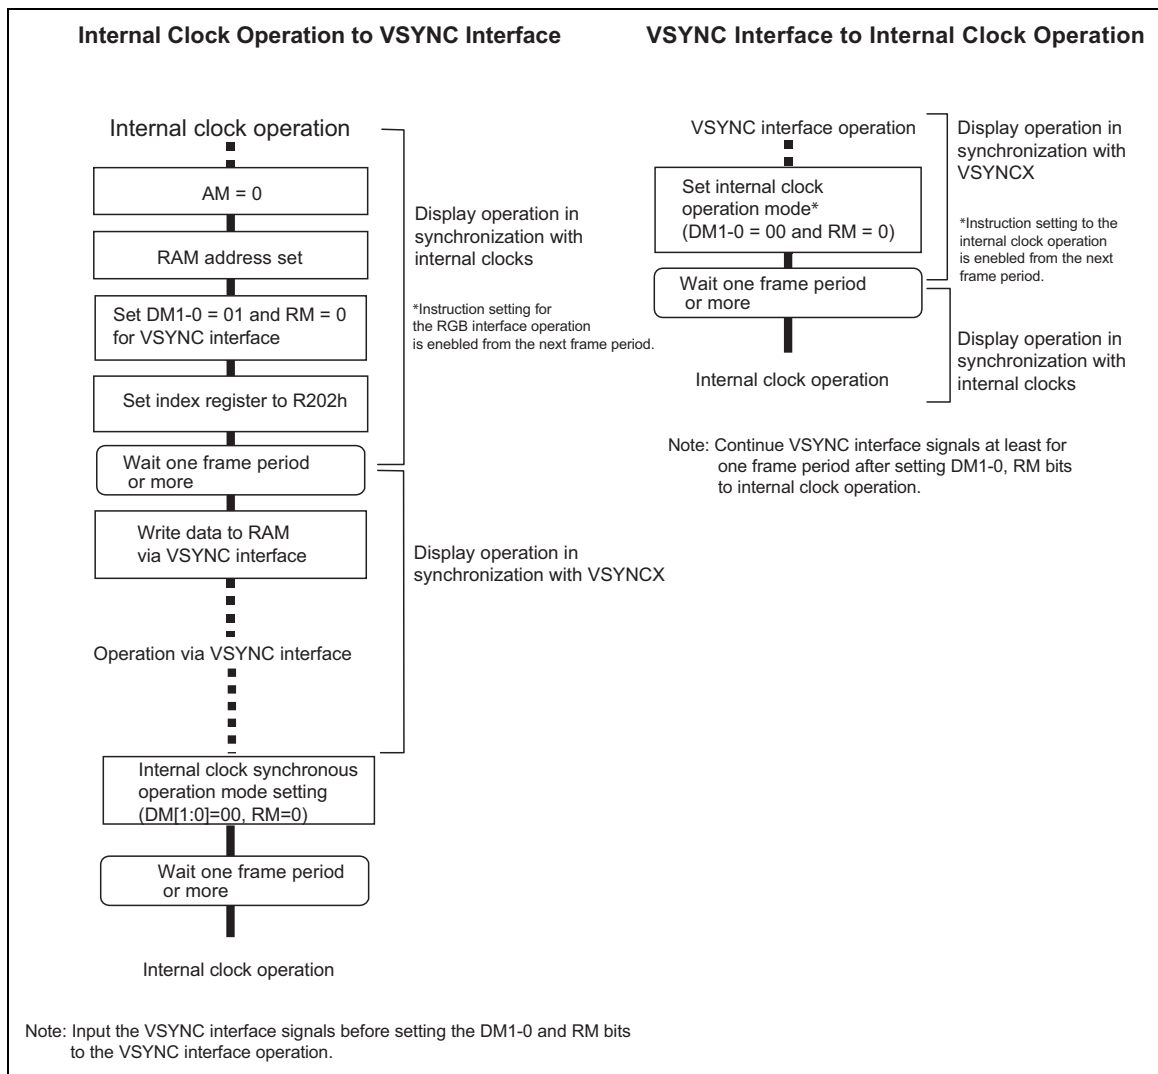 Internal Clock Operation to VSYNC Interface
Internal clock operation
AM = 0
RAM address set
Set DM1-0 = 01 and RM = 0
for VSYNC interface
Set index register to R202h
Wait one frame period
or more
Write data to RAM
via VSYNC interface
Operation via VSYNC interface
Internal clock synchronous
operation mode setting
(DM[1:0]=00, RM=0)
Wait one frame period
or more
Internal clock operation
Display operation in
synchronization with
internal clocks
*Instruction setting for
the RGB interface operation
is enabled from the next frame period.
Display operation in
synchronization with VSYNCX
Note: Input the VSYNC interface signals before setting the DM1-0 and RM bits
to the VSYNC interface operation.
VSYNC Interface to Internal Clock Operation
VSYNC interface operation
Set internal clock
operation mode*
(DM1-0 = 00 and RM = 0)
Wait one frame period
or more
Internal clock operation
Display operation in
synchronization with
VSYNCX
*Instruction setting to the
internal clock operation
is enabled from the next
frame period.
Display operation in
synchronization with
internal clocks
Note: Continue VSYNC interface signals at least for
one frame period after setting DM1-0, RM bits
to internal clock operation.